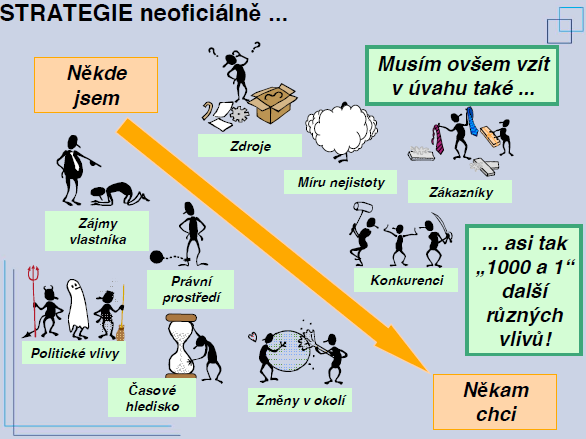 STRATEGIE neoficiálně ...
Někde
jsem
Musím ovšem vzít
v úvahu také ...
Zdroje
Míru nejistoty
Zákazníky
Zájmy
vlastníka
Právní
prostředí
Konkurenci
... asi tak
„1000 a 1“
další
různých
vlivů!
Politické vlivy
Časové
hledisko
Změny v okolí
Někam
chci